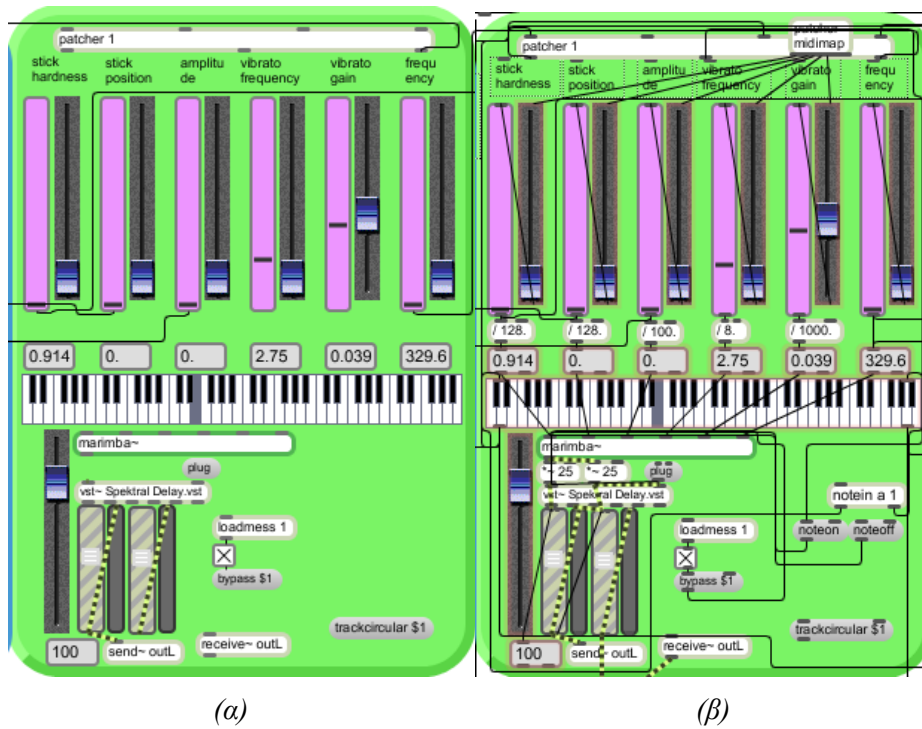 patcher 1
stick
hardness
stick
position
amplitu
de
vibrato
frequency
vibrato
gain
frequ
ency
0.914
0.
0.
2.75
0.039
329.6
marimba~
plug
vst~ Spektral Delay.vst
loadmess 1
bypass $1
trackcircular $1
100
send~ outL
receive~ outL
(α)
patcher
midimap
patcher 1
stick
hardness
stick
position
amplitu
de
vibrato
frequency
vibrato
gain
frequ
ency
/ 128.
/ 128.
/ 100.
/ 8.
/ 1000.
0.914
0.
0.
2.75
0.039
329.6
marimba~
*~ 25
*~ 25
plug
vst~ Spektral Delay.vst
notein a 1
loadmess 1
noteon
noteoff
bypass $1
trackcircular $1
100
send~ outL
receive~ outL
(β)